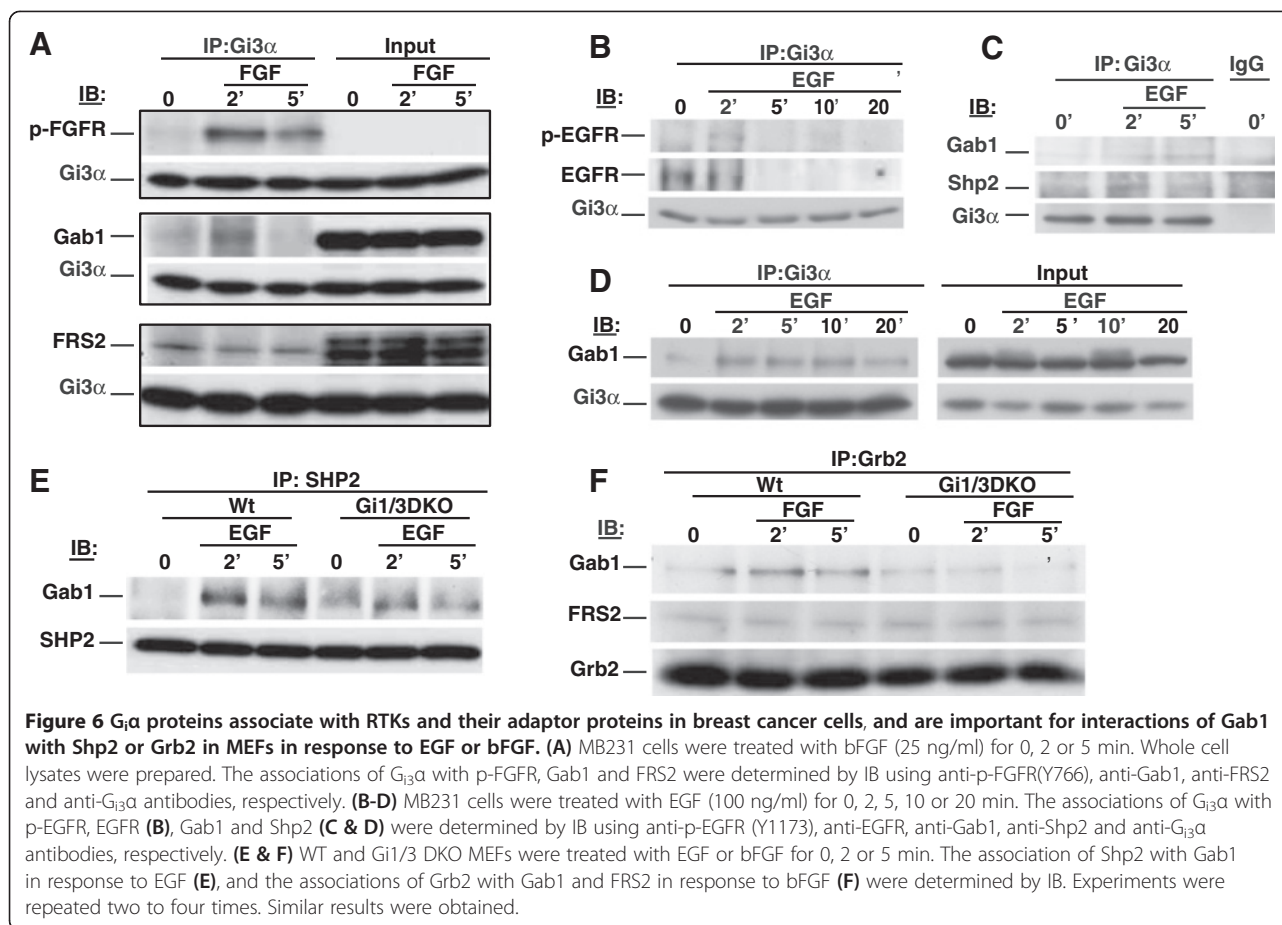 A
IP:Gi3α Input
FGF FGF
IB: 0 2’ 5’ 0 2’ 5’
p-FGFR
Gi3α
Gab1
Gi3α
FRS2
Gi3α
B
IP:Gi3α
EGF ’
IB: 0 2’ 5’ 10’ 20
p-EGFR
EGFR
Gi3α
C
IP:Gi3α IgG
EGF
IB: 0’ 2’ 5’ 0’
Gab1
Shp2
Gi3α
D
IP:Gi3α Input
EGF EGF
IB: 0 2’ 5’ 10’ 20’ 0 2’ 5’ 10’ 20
Gab1
Gi3α
E
IP: SHP2
Wt Gi1/3DKO
EGF EGF
IB: 0 2’ 5’ 0 2’ 5’
Gab1
SHP2
F
IP:Grb2
Wt Gi1/3DKO
FGF FGF
IB: 0 2’ 5’ 0 2’ 5’
Gab1 ’
FRS2
Grb2
Figure 6 Giα proteins associate with RTKs and their adaptor proteins in breast cancer cells, and are important for interactions of Gab1
with Shp2 or Grb2 in MEFs in response to EGF or bFGF. (A) MB231 cells were treated with bFGF (25 ng/ml) for 0, 2 or 5 min. Whole cell
lysates were prepared. The associations of Gi3α with p-FGFR, Gab1 and FRS2 were determined by IB using anti-p-FGFR(Y766), anti-Gab1, anti-FRS2
and anti-Gi3α antibodies, respectively. (B-D) MB231 cells were treated with EGF (100 ng/ml) for 0, 2, 5, 10 or 20 min. The associations of Gi3α with
p-EGFR, EGFR (B), Gab1 and Shp2 (C & D) were determined by IB using anti-p-EGFR (Y1173), anti-EGFR, anti-Gab1, anti-Shp2 and anti-Gi3α
antibodies, respectively. (E & F) WT and Gi1/3 DKO MEFs were treated with EGF or bFGF for 0, 2 or 5 min. The association of Shp2 with Gab1
in response to EGF (E), and the associations of Grb2 with Gab1 and FRS2 in response to bFGF (F) were determined by IB. Experiments were
repeated two to four times. Similar results were obtained.